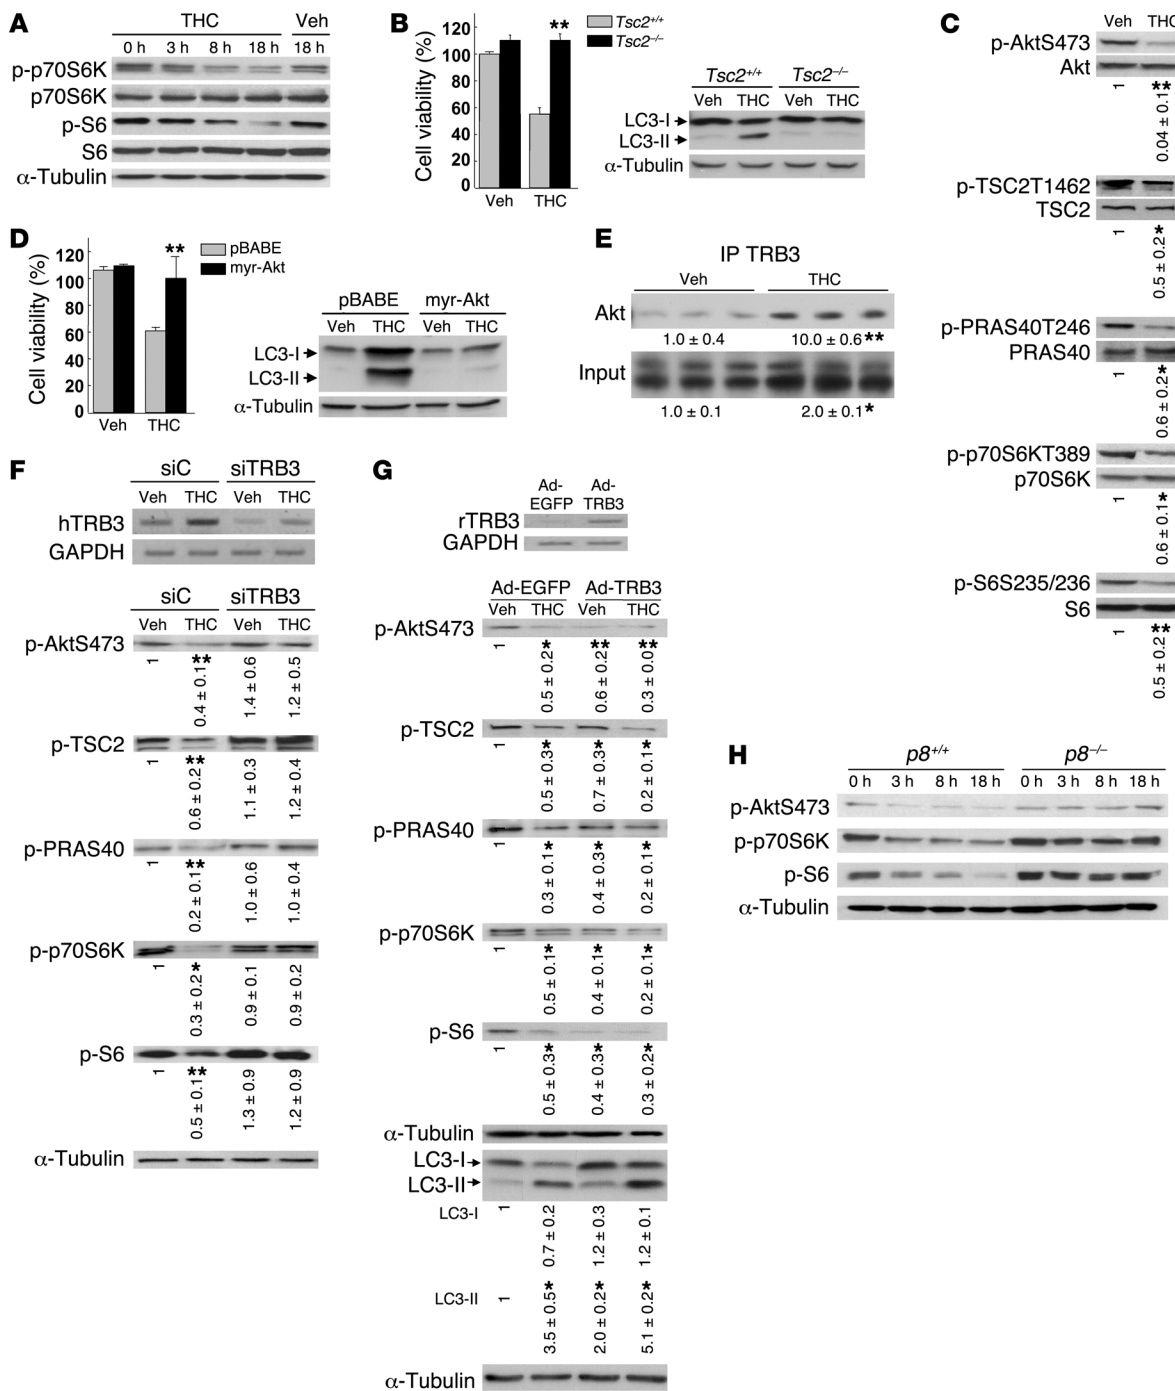 A
THC Veh
0 h 3 h 8 h 18 h 18 h
p-p70S6K
p70S6K
p-S6
S6
α-Tubulin
B
Cell viability (%)
120
100
80
60
40
20
0
**
Veh THC
Tsc2+/+
Tsc2–/–
Tsc2+/+ Tsc2–/–
Veh THC Veh THC
LC3-I
LC3-II
α-Tubulin
C
Veh THC
p-AktS473
Akt
1 0.04 ± 0.1**
p-TSC2T1462
TSC2
1 0.5 ± 0.2*
p-PRAS40T246
PRAS40
1 0.6 ± 0.2*
p-p70S6KT389
p70S6K
1 0.6 ± 0.1*
p-S6S235/236
S6
1 0.5 ± 0.2**
D
Cell viability (%)
120
100
80
60
40
20
0
**
Veh THC
pBABE
myr-Akt
pBABE myr-Akt
Veh THC Veh THC
LC3-I
LC3-II
α-Tubulin
E
IP TRB3
Veh THC
Akt
1.0 ± 0.4 10.0 ± 0.6**
Input
1.0 ± 0.1 2.0 ± 0.1*
F
siC siTRB3
Veh THC Veh THC
hTRB3
GAPDH
siC siTRB3
Veh THC Veh THC
p-AktS473
1 0.4 ± 0.1** 1.4 ± 0.6 1.2 ± 0.5
p-TSC2
1 0.6 ± 0.2** 1.1 ± 0.3 1.2 ± 0.4
p-PRAS40
1 0.2 ± 0.1** 1.0 ± 0.6 1.0 ± 0.4
p-p70S6K
1 0.3 ± 0.2* 0.9 ± 0.1 0.9 ± 0.2
p-S6
1 0.5 ± 0.1** 1.3 ± 0.9 1.2 ± 0.9
α-Tubulin
G
Ad-EGFP Ad-TRB3
rTRB3
GAPDH
Ad-EGFP Ad-TRB3
Veh THC Veh THC
p-AktS473
1 0.5 ± 0.2* 0.6 ± 0.2** 0.3 ± 0.0**
p-TSC2
1 0.5 ± 0.3* 0.7 ± 0.3* 0.2 ± 0.1*
p-PRAS40
1 0.3 ± 0.1* 0.4 ± 0.3* 0.2 ± 0.1*
p-p70S6K
1 0.5 ± 0.1* 0.4 ± 0.1* 0.2 ± 0.1*
p-S6
1 0.5 ± 0.3* 0.4 ± 0.3* 0.3 ± 0.2*
α-Tubulin
LC3-I
LC3-II
LC3-I 1 0.7 ± 0.2 1.2 ± 0.3 1.2 ± 0.1
LC3-II 1 3.5 ± 0.5* 2.0 ± 0.2* 5.1 ± 0.2*
α-Tubulin
H
p8+/+ p8–/–
0 h 3 h 8 h 18 h 0 h 3 h 8 h 18 h
p-AktS473
p-p70S6K
p-S6
α-Tubulin